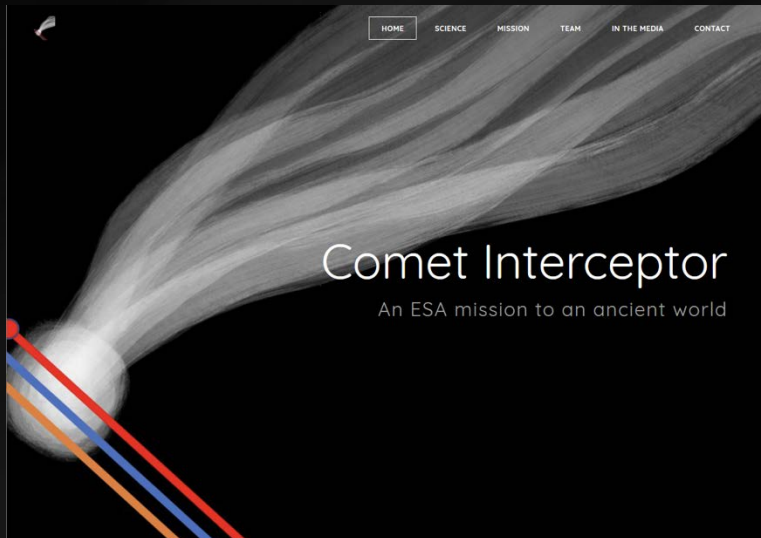 HOME SCIENCE MISSION TEAM IN THE MEDIA CONTACT
Comet Interceptor
An ESA mission to an ancient world